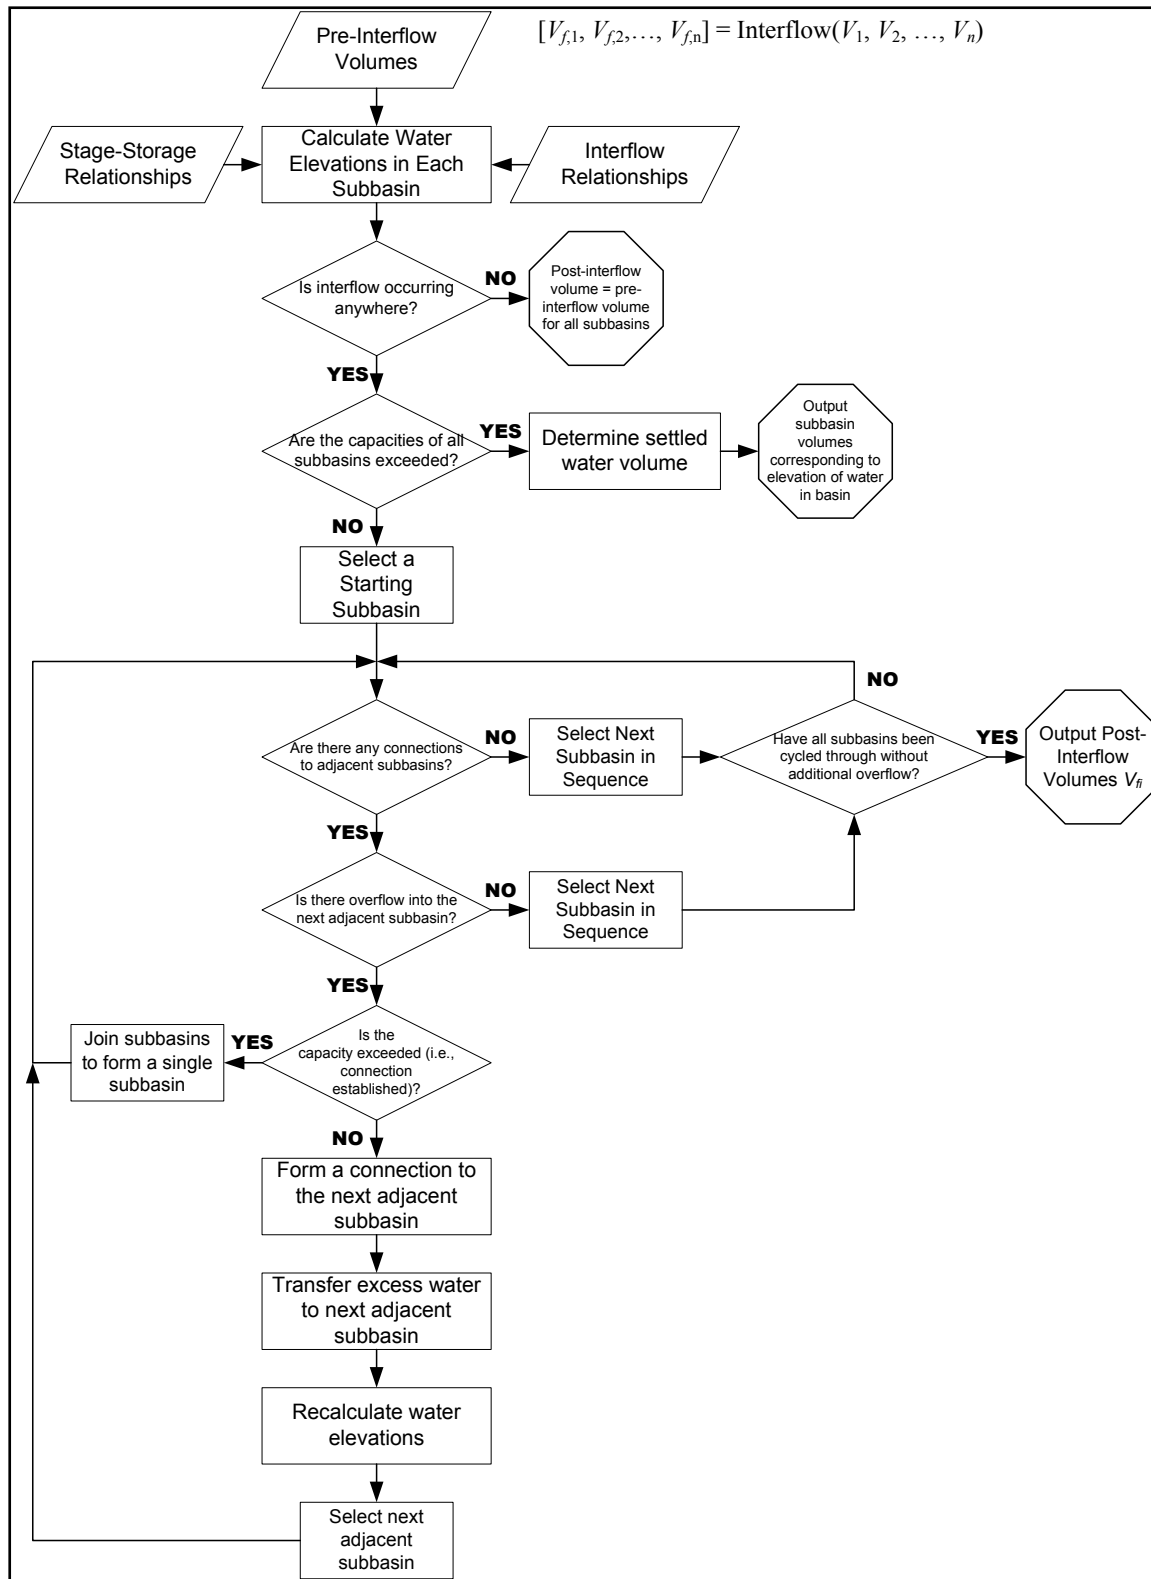 Pre-Interflow
Volumes
[V_{f,1}, V_{f,2},…, V_{f,n}] = Interflow(V_1, V_2, …, V_n)
Stage-Storage
Relationships
Calculate Water
Elevations in Each
Subbasin
Interflow
Relationships
Is interflow occurring
anywhere?
NO
Post-interflow
volume = pre-
interflow volume
for all subbasins
YES
Are the capacities of all
subbasins exceeded?
YES
Determine settled
water volume
Output
subbasin
volumes
corresponding to
elevation of water
in basin
NO
Select a
Starting
Subbasin
NO
Are there any connections
to adjacent subbasins?
NO
Select Next
Subbasin in
Sequence
Have all subbasins been
cycled through without
additional overflow?
YES
Output Post-
Interflow
Volumes V_{fi}
YES
Is there overflow into the
next adjacent subbasin?
NO
Select Next
Subbasin in
Sequence
YES
Join subbasins
to form a single
subbasin
YES
Is the
capacity exceeded (i.e.,
connection
established)?
NO
Form a connection to
the next adjacent
subbasin
Transfer excess water
to next adjacent
subbasin
Recalculate water
elevations
Select next
adjacent
subbasin